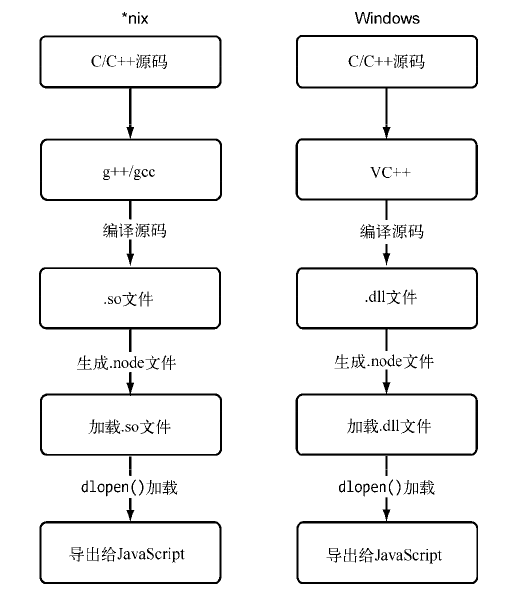 *nix
C/C++源码
g++/gcc
编译源码
.so文件
生成.node文件
加载.so文件
dlopen()加载
导出给JavaScript
Windows
C/C++源码
VC++
编译源码
.dll文件
生成.node文件
加载.dll文件
dlopen()加载
导出给JavaScript